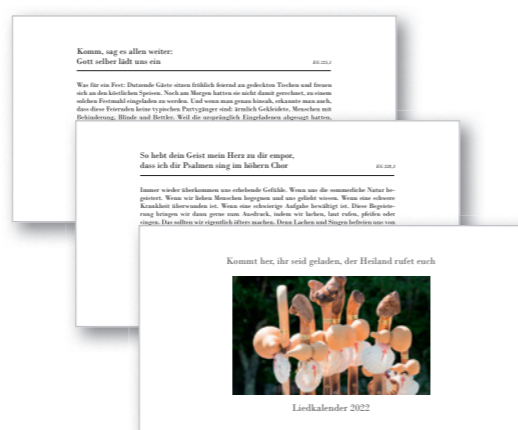 Komm, sag es allen weiter:
Gott selber lädt uns ein
EG 225,1
Was für ein Fest: Dutzende Gäste sitzen fröhlich feiernd an gedeckten Tischen und freuen
sich an den köstlichen Speisen. Noch am Morgen hatten sie nicht damit gerechnet, zu einem
solchen Festmahl eingeladen zu werden. Und wenn man genau hinsah, erkannte man auch,
dass diese Feiernden keine typischen Partygänger sind: ärmlich Gekleidete, Menschen mit
Behinderung, Blinde und Bettler. Weil die ursprünglich Eingeladenen abgesagt hatten,
So hebt dein Geist mein Herz zu dir empor,
dass ich dir Psalmen sing im höhern Chor
Immer wieder überkommen uns erhebende Gefühle. Wenn uns die sommerliche Natur be-
geistert. Wenn wir lieben Menschen begegnen und uns geliebt wissen. Wenn eine schwere
Krankheit überwunden ist. Wenn eine schwierige Aufgabe bewältigt ist. Diese Begeiste-
rung bringen wir dann gerne zum Ausdruck, indem wir lachen, laut rufen, pfeifen oder
singen. Das sollten wir eigentlich öfters machen. Denn Lachen und Singen befreien uns von
Kommt her, ihr seid geladen, der Heiland rufet euch
Liedkalender 2022